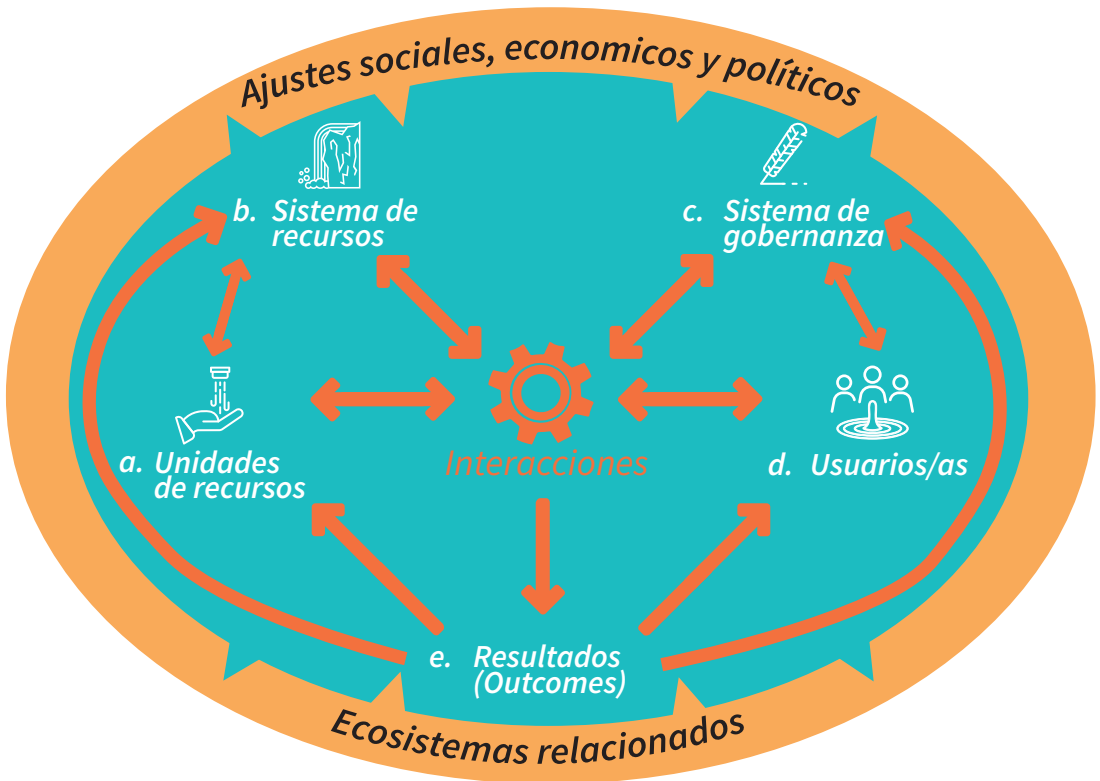 Ajustes sociales, economicos y políticos
b. Sistema de
recursos
c. Sistema de
gobernanza
a. Unidades
de recursos
Interacciones
d. Usuarios/as
e. Resultados
(Outcomes)
Ecosistemas relacionados